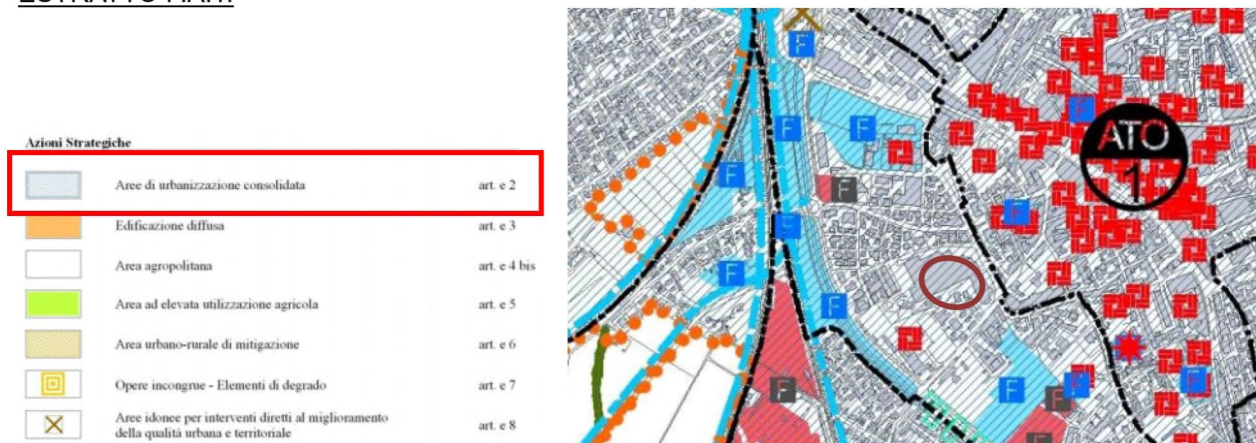 Azioni Strategiche
Aree di urbanizzazione consolidata art. e 2
Edificazione diffusa art. e 3
Area agropolitana art. e 4 bis
Area ad elevata utilizzazione agricola art. e 5
Area urbano-rurale di mitigazione art. e 6
Opere incongrue - Elementi di degrado art. e 7
Aree idonee per interventi diretti al miglioramento
della qualità urbana e territoriale art. e 8
F
F
F
F
F
F
S
F
F
F
F
F
F
F
F
F
ATO
1